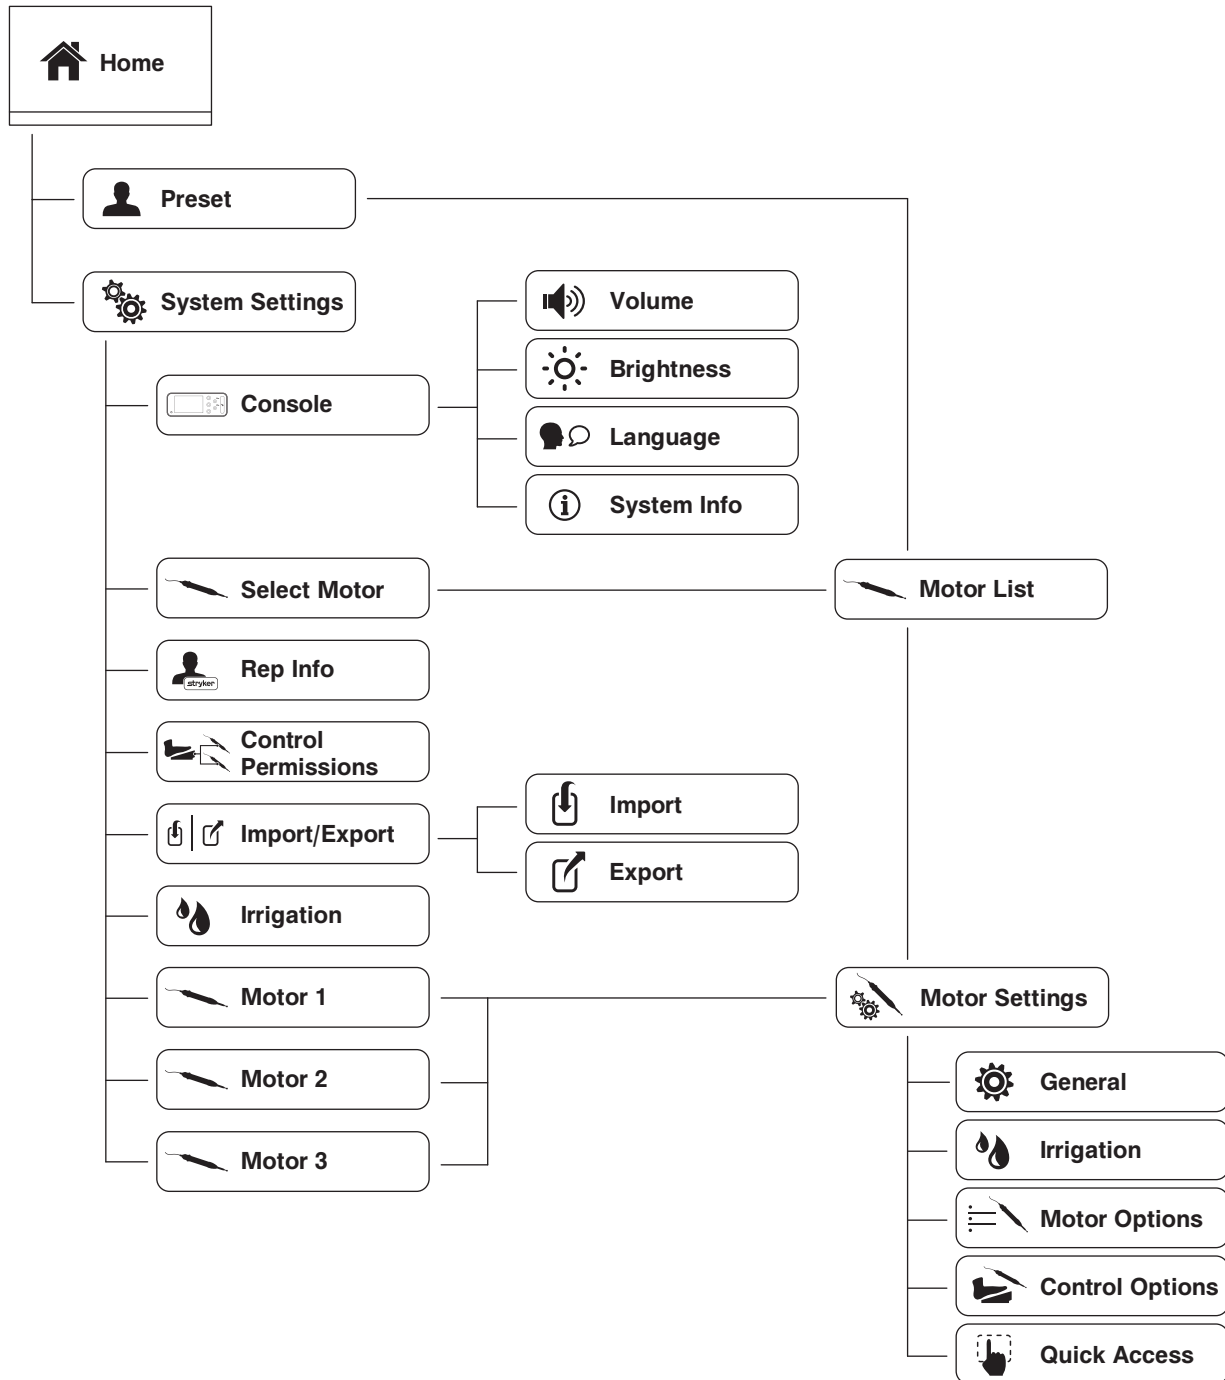 Home
Preset
System Settings
Volume
Brightness
Console
Language
System Info
Select Motor
Motor List
Rep Info
stryker
Control
Permissions
Import
Import/Export
Export
Irrigation
Motor 1
Motor Settings
Motor 2
General
Irrigation
Motor 3
Motor Options
Control Options
Quick Access